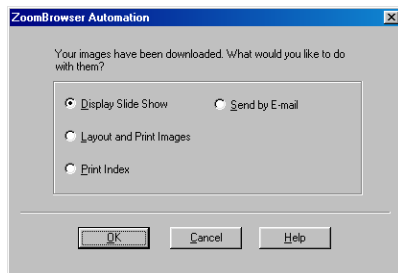 ZoomBrowser Automation
Your images have been downloaded. What would you like to do
with them?
Display Slide Show
Send by E-mail
Layout and Print Images
Print Index
OK
Cancel
Help